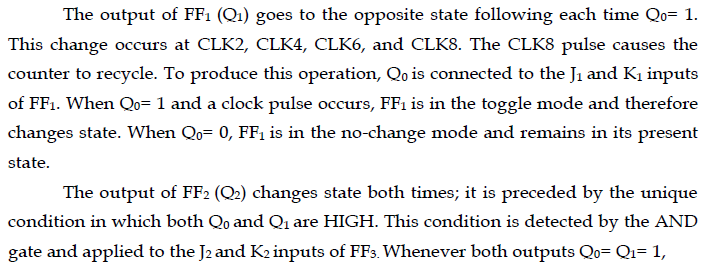 The output of FF₁ (Q₁) goes to the opposite state following each time Q₀= 1.
This change occurs at CLK2, CLK4, CLK6, and CLK8. The CLK8 pulse causes the
counter to recycle. To produce this operation, Q₀ is connected to the J₁ and K₁ inputs
of FF₁. When Q₀= 1 and a clock pulse occurs, FF₁ is in the toggle mode and therefore
changes state. When Q₀= 0, FF₁ is in the no-change mode and remains in its present
state.
The output of FF₂ (Q₂) changes state both times; it is preceded by the unique
condition in which both Q₀ and Q₁ are HIGH. This condition is detected by the AND
gate and applied to the J₂ and K₂ inputs of FF₃. Whenever both outputs Q₀= Q₁= 1,